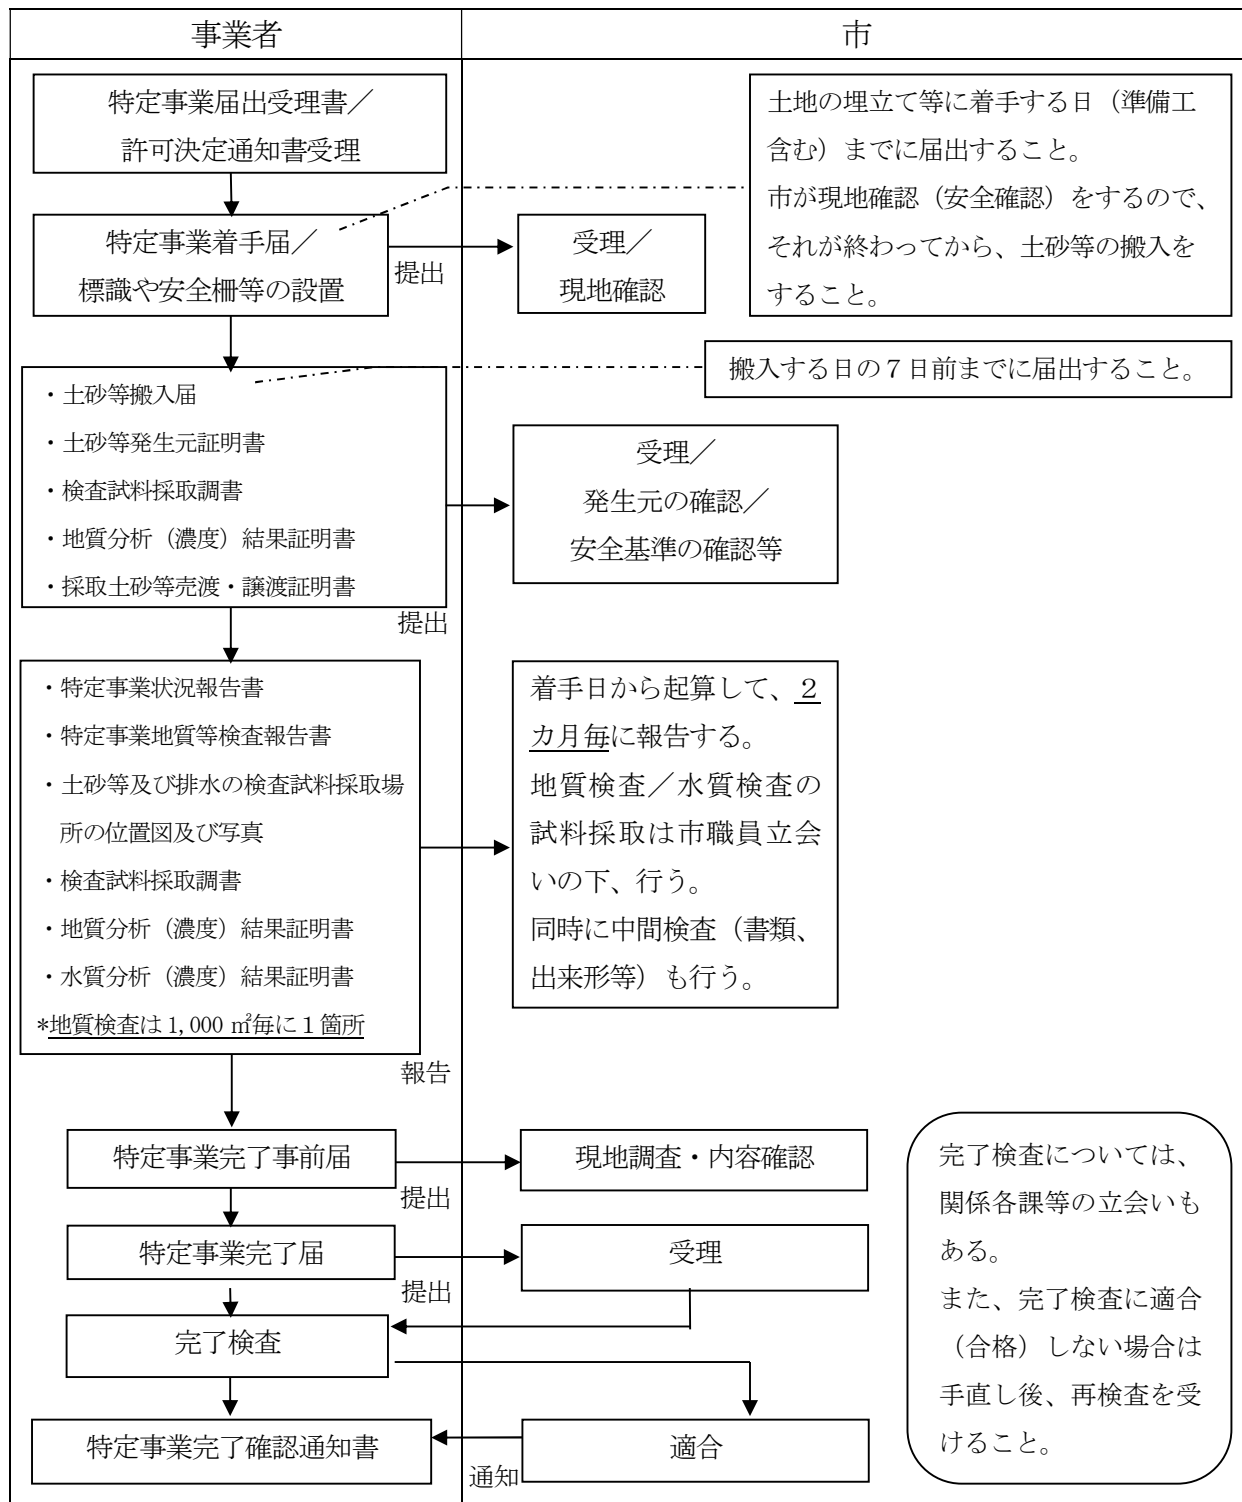 事業者
市
特定事業届出受理書／
許可決定通知書受理
土地の埋立て等に着手する日（準備工
含む）までに届出すること。
市が現地確認（安全確認）をするので、
それが終わってから、土砂等の搬入を
すること。
特定事業着手届／
標識や安全柵等の設置
提出
受理／
現地確認
搬入する日の７日前までに届出すること。
・土砂等搬入届
・土砂等発生元証明書
・検査試料採取調書
・地質分析（濃度）結果証明書
・採取土砂等売渡・譲渡証明書
提出
受理／
発生元の確認／
安全基準の確認等
・特定事業状況報告書
・特定事業地質等検査報告書
・土砂等及び排水の検査試料採取場
所の位置図及び写真
・検査試料採取調書
・地質分析（濃度）結果証明書
・水質分析（濃度）結果証明書
*地質検査は 1,000 ㎡毎に１箇所
報告
着手日から起算して、２
カ月毎に報告する。
地質検査／水質検査の
試料採取は市職員立会
いの下、行う。
同時に中間検査（書類、
出来形等）も行う。
特定事業完了事前届
提出
現地調査・内容確認
特定事業完了届
提出
受理
完了検査
特定事業完了確認通知書
通知
適合
完了検査については、
関係各課等の立会いも
ある。
また、完了検査に適合
（合格）しない場合は
手直し後、再検査を受
けること。